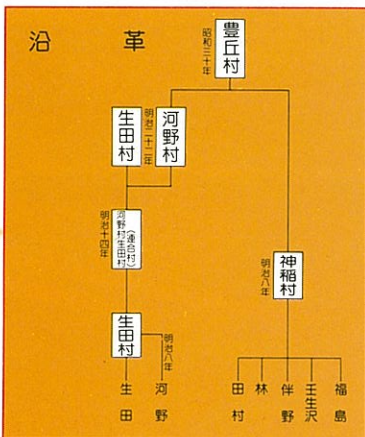 沿革
豊丘村
昭和三十年
河野村
生田村
明治二十二年
神稲村
明治八年
(連合村)
河野村生田村
明治十四年
生田村
明治八年
福島
壬生沢
伴野
林
田村
河野
生田